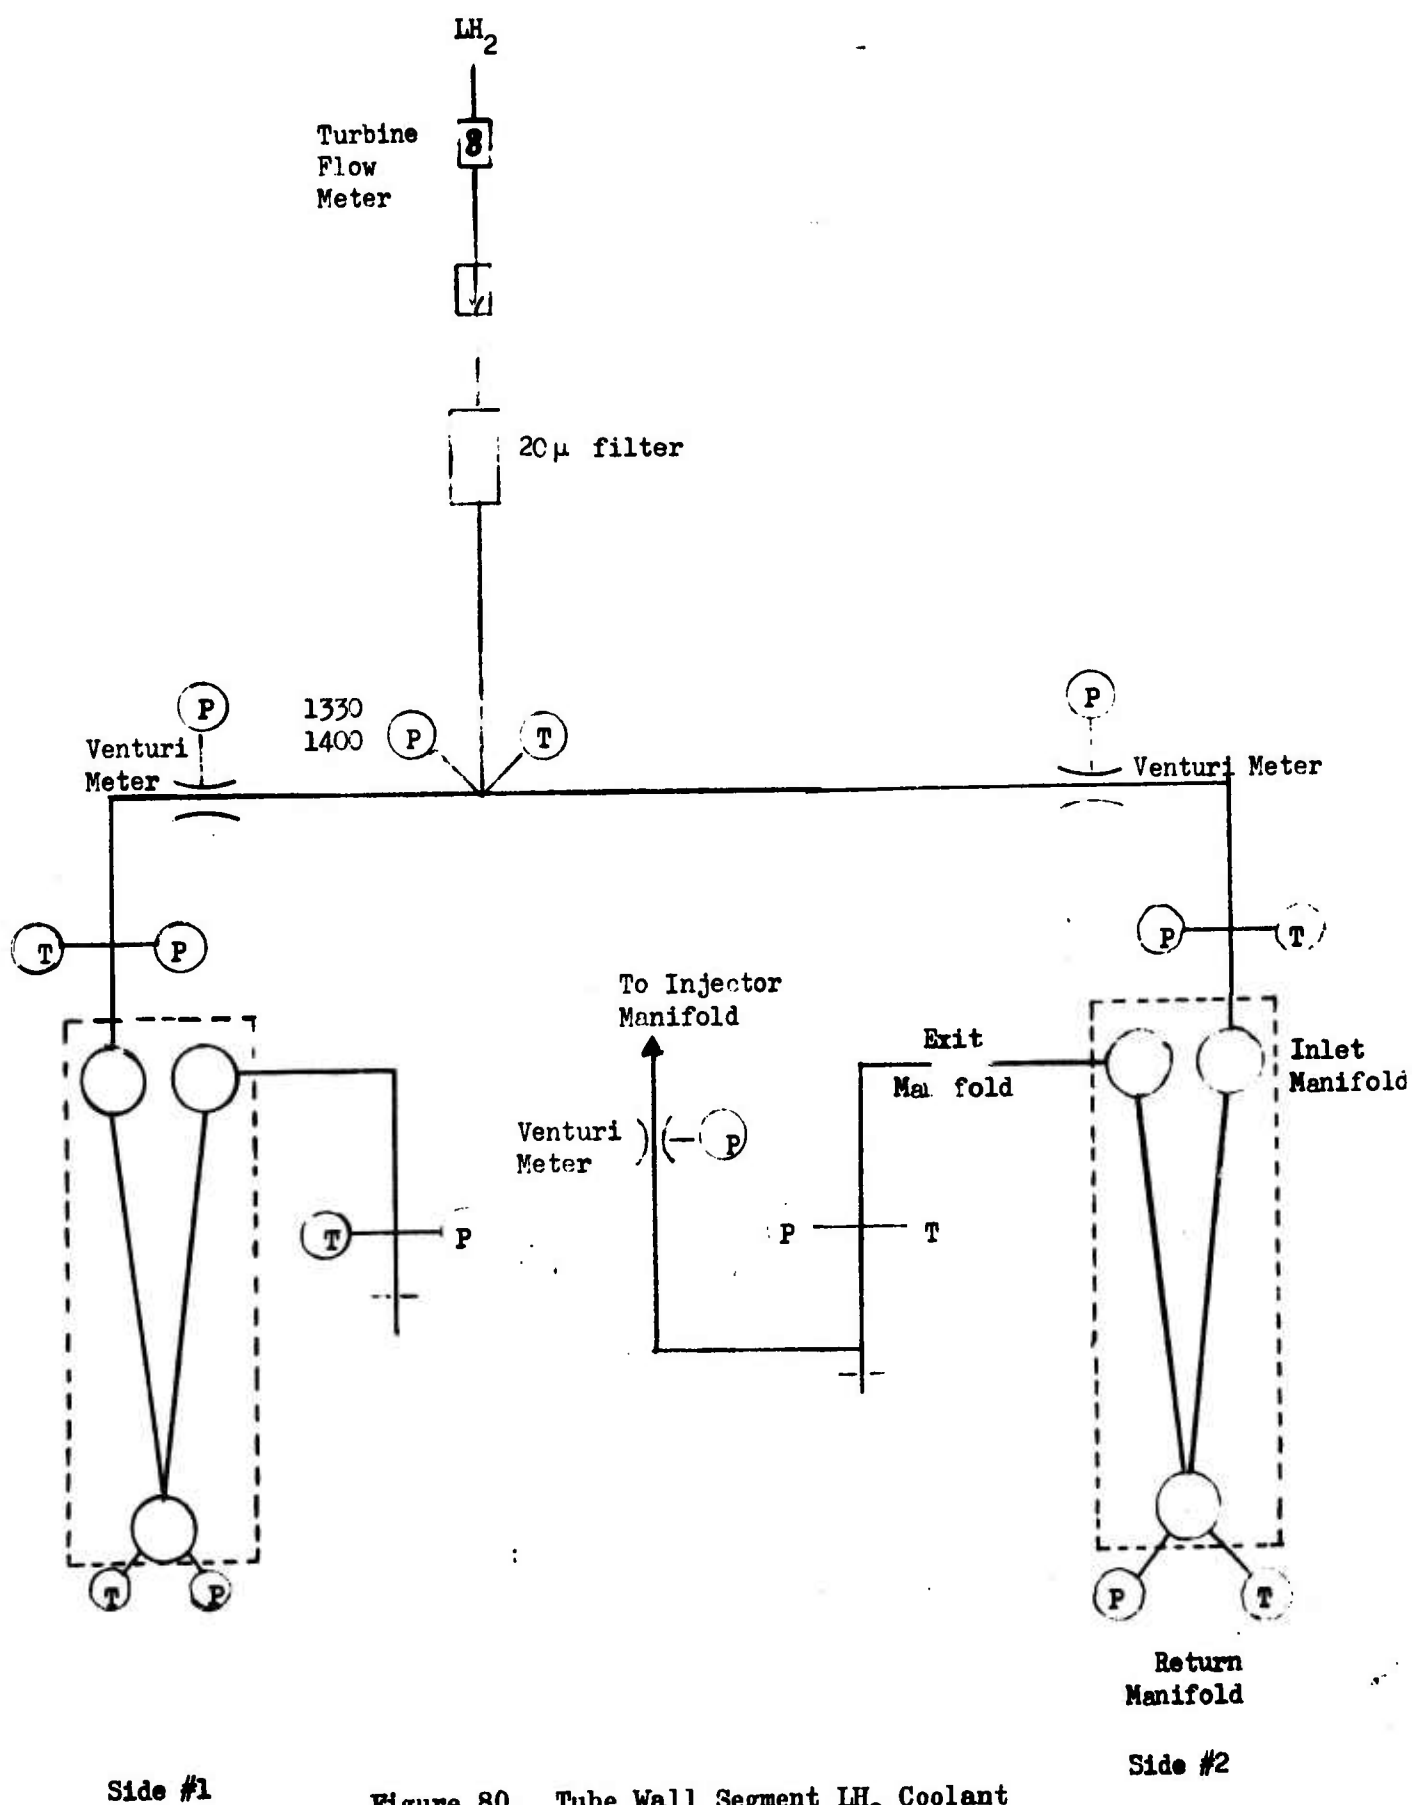 LH2
Turbine
Flow
Meter
8
20μ filter
P
1330
1400
P
T
P
Venturi
Meter
Venturi Meter
T
P
P
T
To Injector
Manifold
Exit
Inlet
Manifold
Venturi
Meter
P
T
P
P
T
T
P
P
T
Return
Manifold
Side #2
Side #1
Figure 80. Tube Wall Segment LH2 Coolant